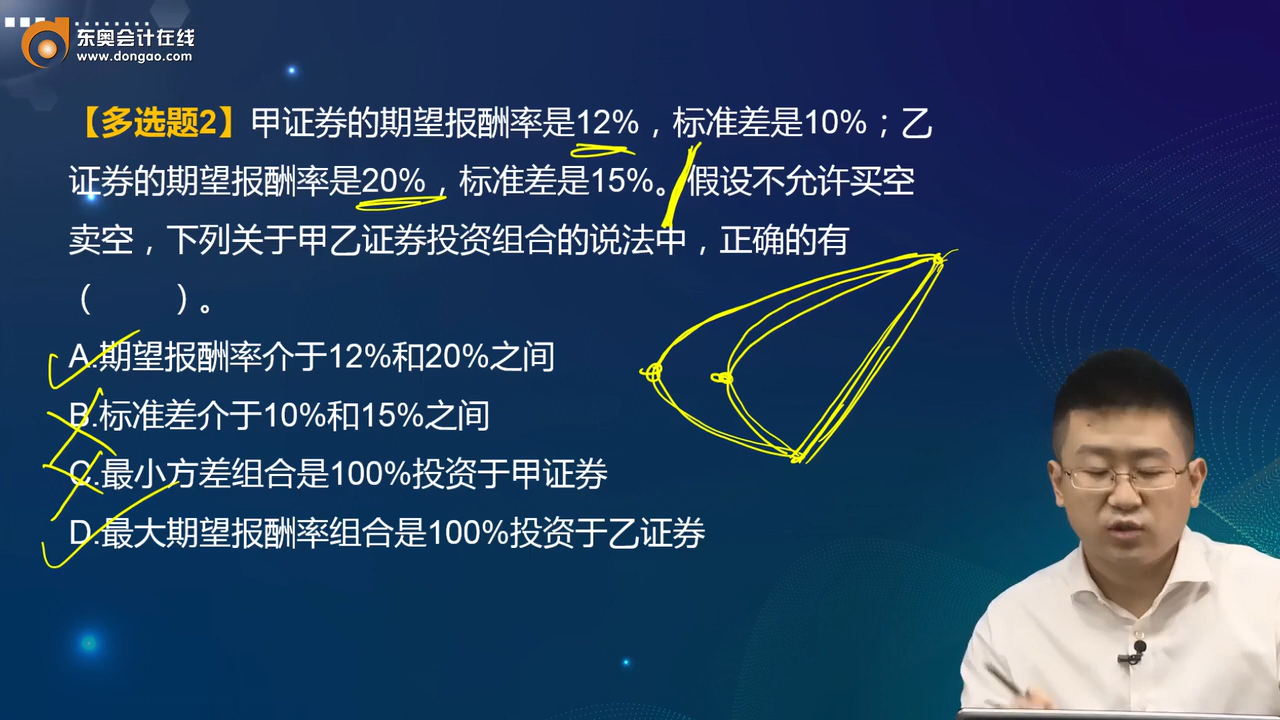 东奥会计在线
www.dongao.com
【多选题2】甲证券的期望报酬率是12%，标准差是10%；乙
证券的期望报酬率是20%，标准差是15%。假设不允许买空
卖空，下列关于甲乙证券投资组合的说法中，正确的有
（　　）。
A.期望报酬率介于12%和20%之间
B.标准差介于10%和15%之间
C.最小方差组合是100%投资于甲证券
D.最大期望报酬率组合是100%投资于乙证券